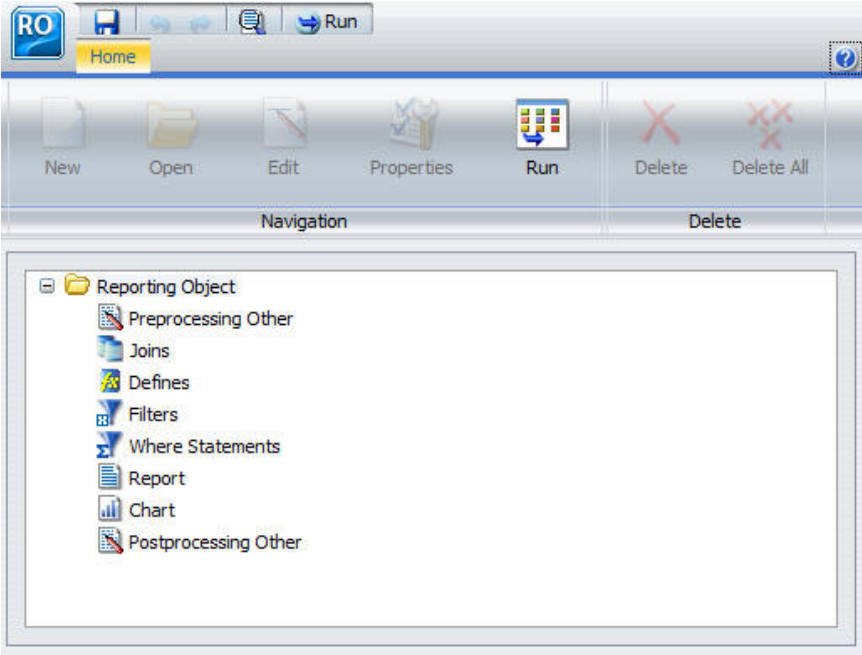 RO Run
Home
?
New Open Edit Properties Run Delete Delete All
Navigation Delete
Reporting Object
Preprocessing Other
Joins
Defines
Filters
Where Statements
Report
Chart
Postprocessing Other